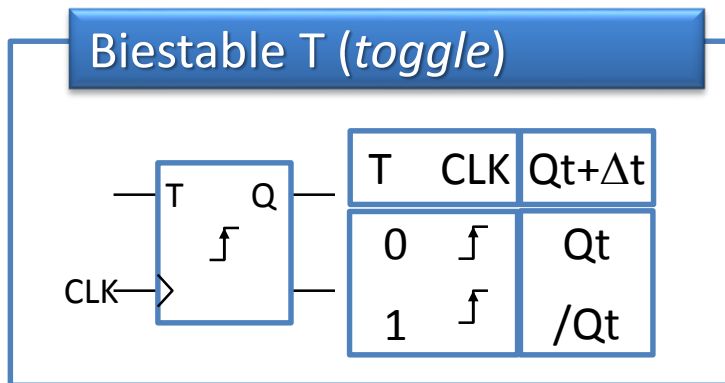 Biestable T (toggle)
T CLK Qt+Δt
T Q
0 Qt
CLK
1 /Qt